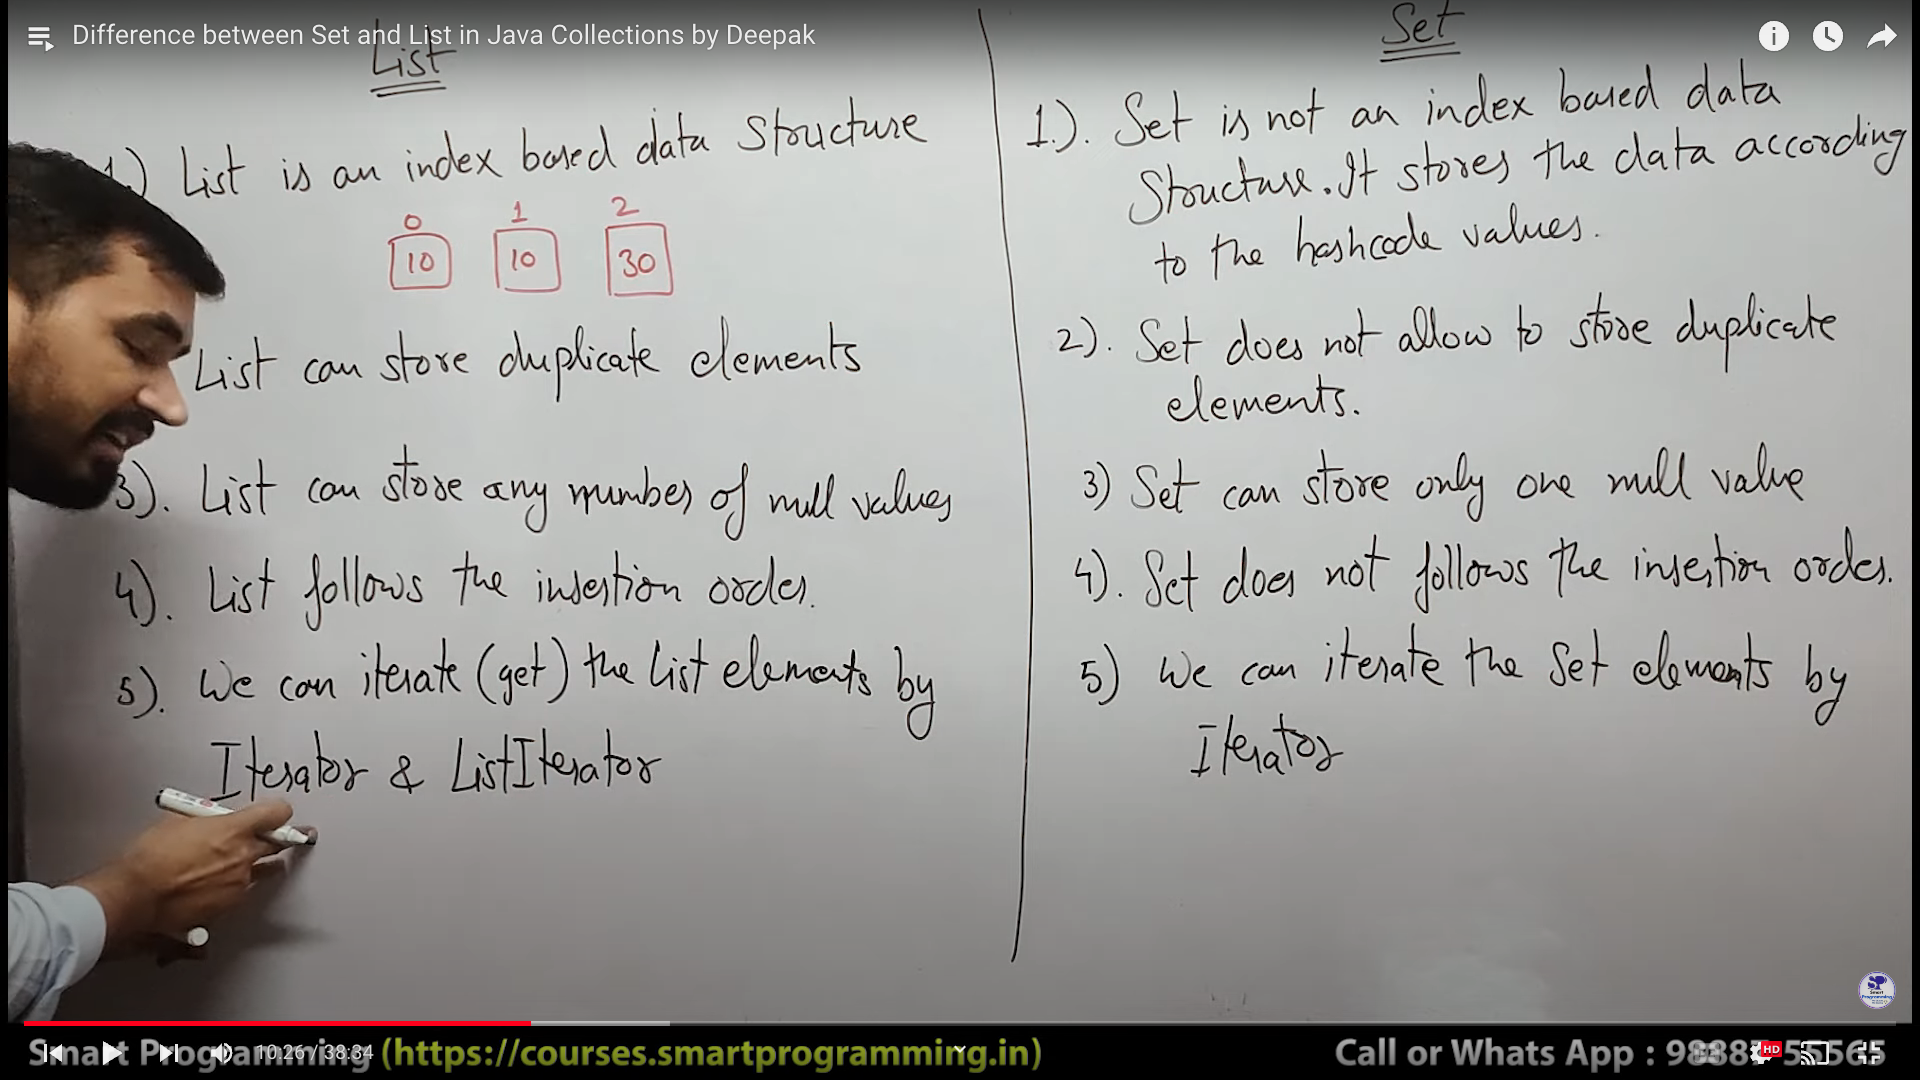 Difference between Set and List in Java Collections by Deepak
List
1.) List is an index based data Structure
0 1 2
10 10 30
List can store duplicate elements
3). List can store any number of null values
4). List follows the insertion order.
5). We can iterate (get) the list elements by
Iterator & ListIterator
Set
1.). Set is not an index based data
Structure. It stores the data according
to the hashcode values.
2). Set does not allow to store duplicate
elements.
3) Set can store only one null value
4). Set does not follows the insertion order.
5) We can iterate the Set elements by
Iterator
Smart Programming
10:26 / 38:34
Smart Programming (https://courses.smartprogramming.in)
Call or Whats App :
HD